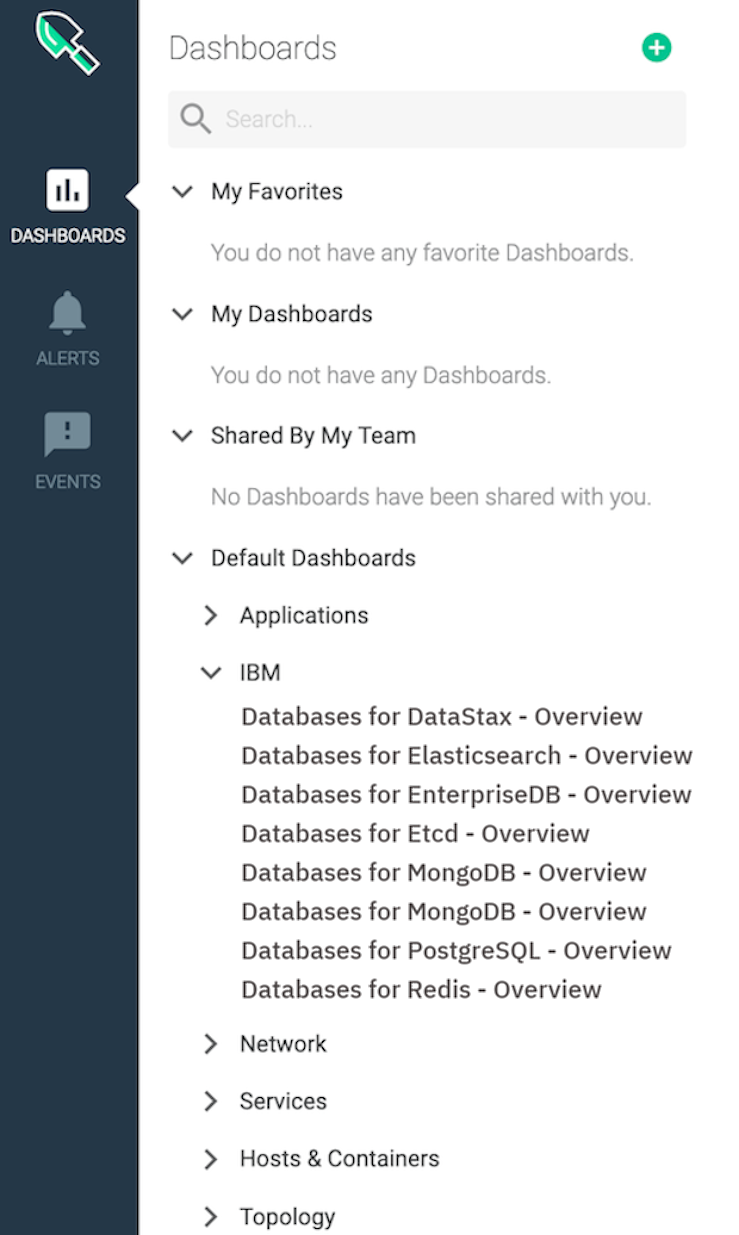 Dashboards
Search...
DASHBOARDS
My Favorites
You do not have any favorite Dashboards.
My Dashboards
ALERTS
You do not have any Dashboards.
Shared By My Team
EVENTS
No Dashboards have been shared with you.
Default Dashboards
Applications
IBM
Databases for DataStax - Overview
Databases for Elasticsearch - Overview
Databases for EnterpriseDB - Overview
Databases for Etcd - Overview
Databases for MongoDB - Overview
Databases for MongoDB - Overview
Databases for PostgreSQL - Overview
Databases for Redis - Overview
Network
Services
Hosts & Containers
Topology